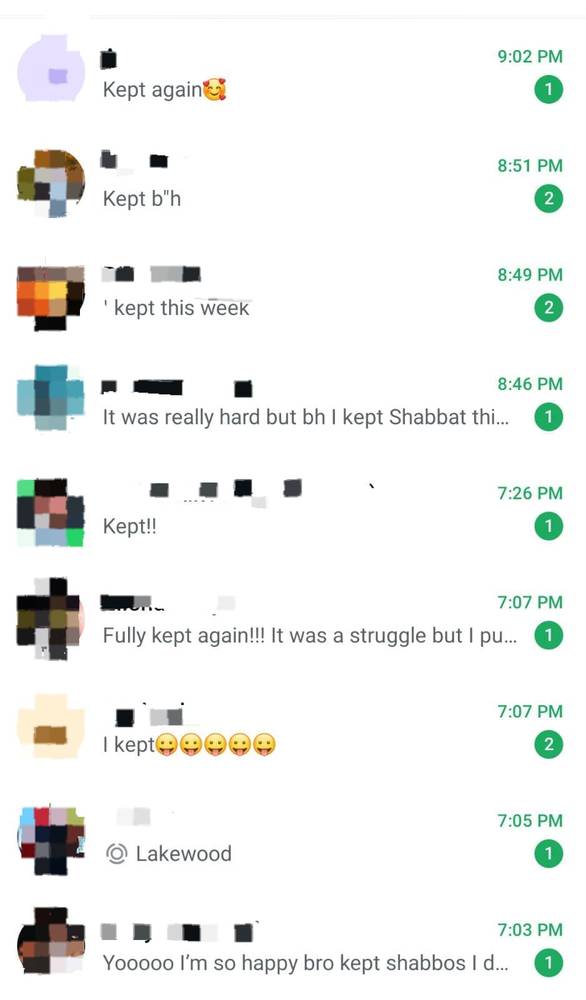 9:02 PM
Kept again🥰
1
8:51 PM
Kept b"h
2
8:49 PM
' kept this week
2
8:46 PM
It was really hard but bh I kept Shabbat thi...
1
7:26 PM
Kept!!
1
7:07 PM
Fully kept again!!! It was a struggle but I pu...
1
7:07 PM
I kept😛😛😛😛😛
2
7:05 PM
Lakewood
1
7:03 PM
Yooooo I'm so happy bro kept shabbos I d...
1